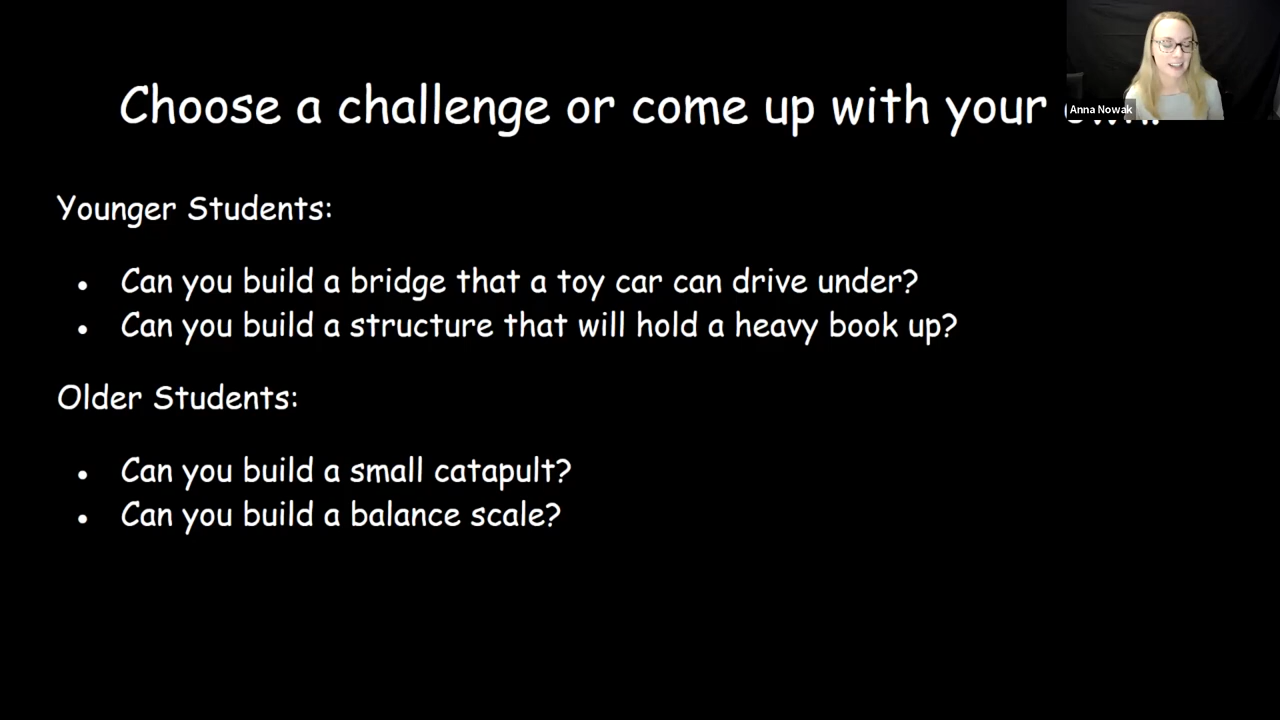 Choose a challenge or come up with your
Anna Nowak
Younger Students:
• Can you build a bridge that a toy car can drive under?
• Can you build a structure that will hold a heavy book up?
Older Students:
• Can you build a small catapult?
• Can you build a balance scale?